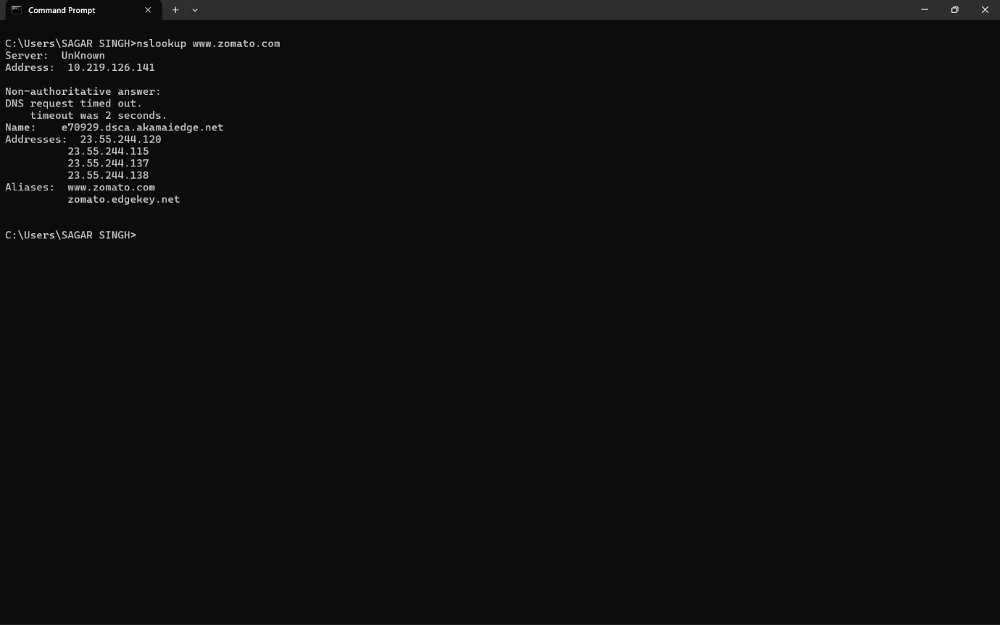 Command Prompt
C:\Users\SAGAR SINGH>nslookup www.zomato.com
Server:  UnKnown
Address:  10.219.126.141
Non-authoritative answer:
DNS request timed out.
    timeout was 2 seconds.
Name:    e70929.dsca.akamaiedge.net
Addresses:  23.55.244.120
          23.55.244.115
          23.55.244.137
          23.55.244.138
Aliases:  www.zomato.com
          zomato.edgekey.net
C:\Users\SAGAR SINGH>